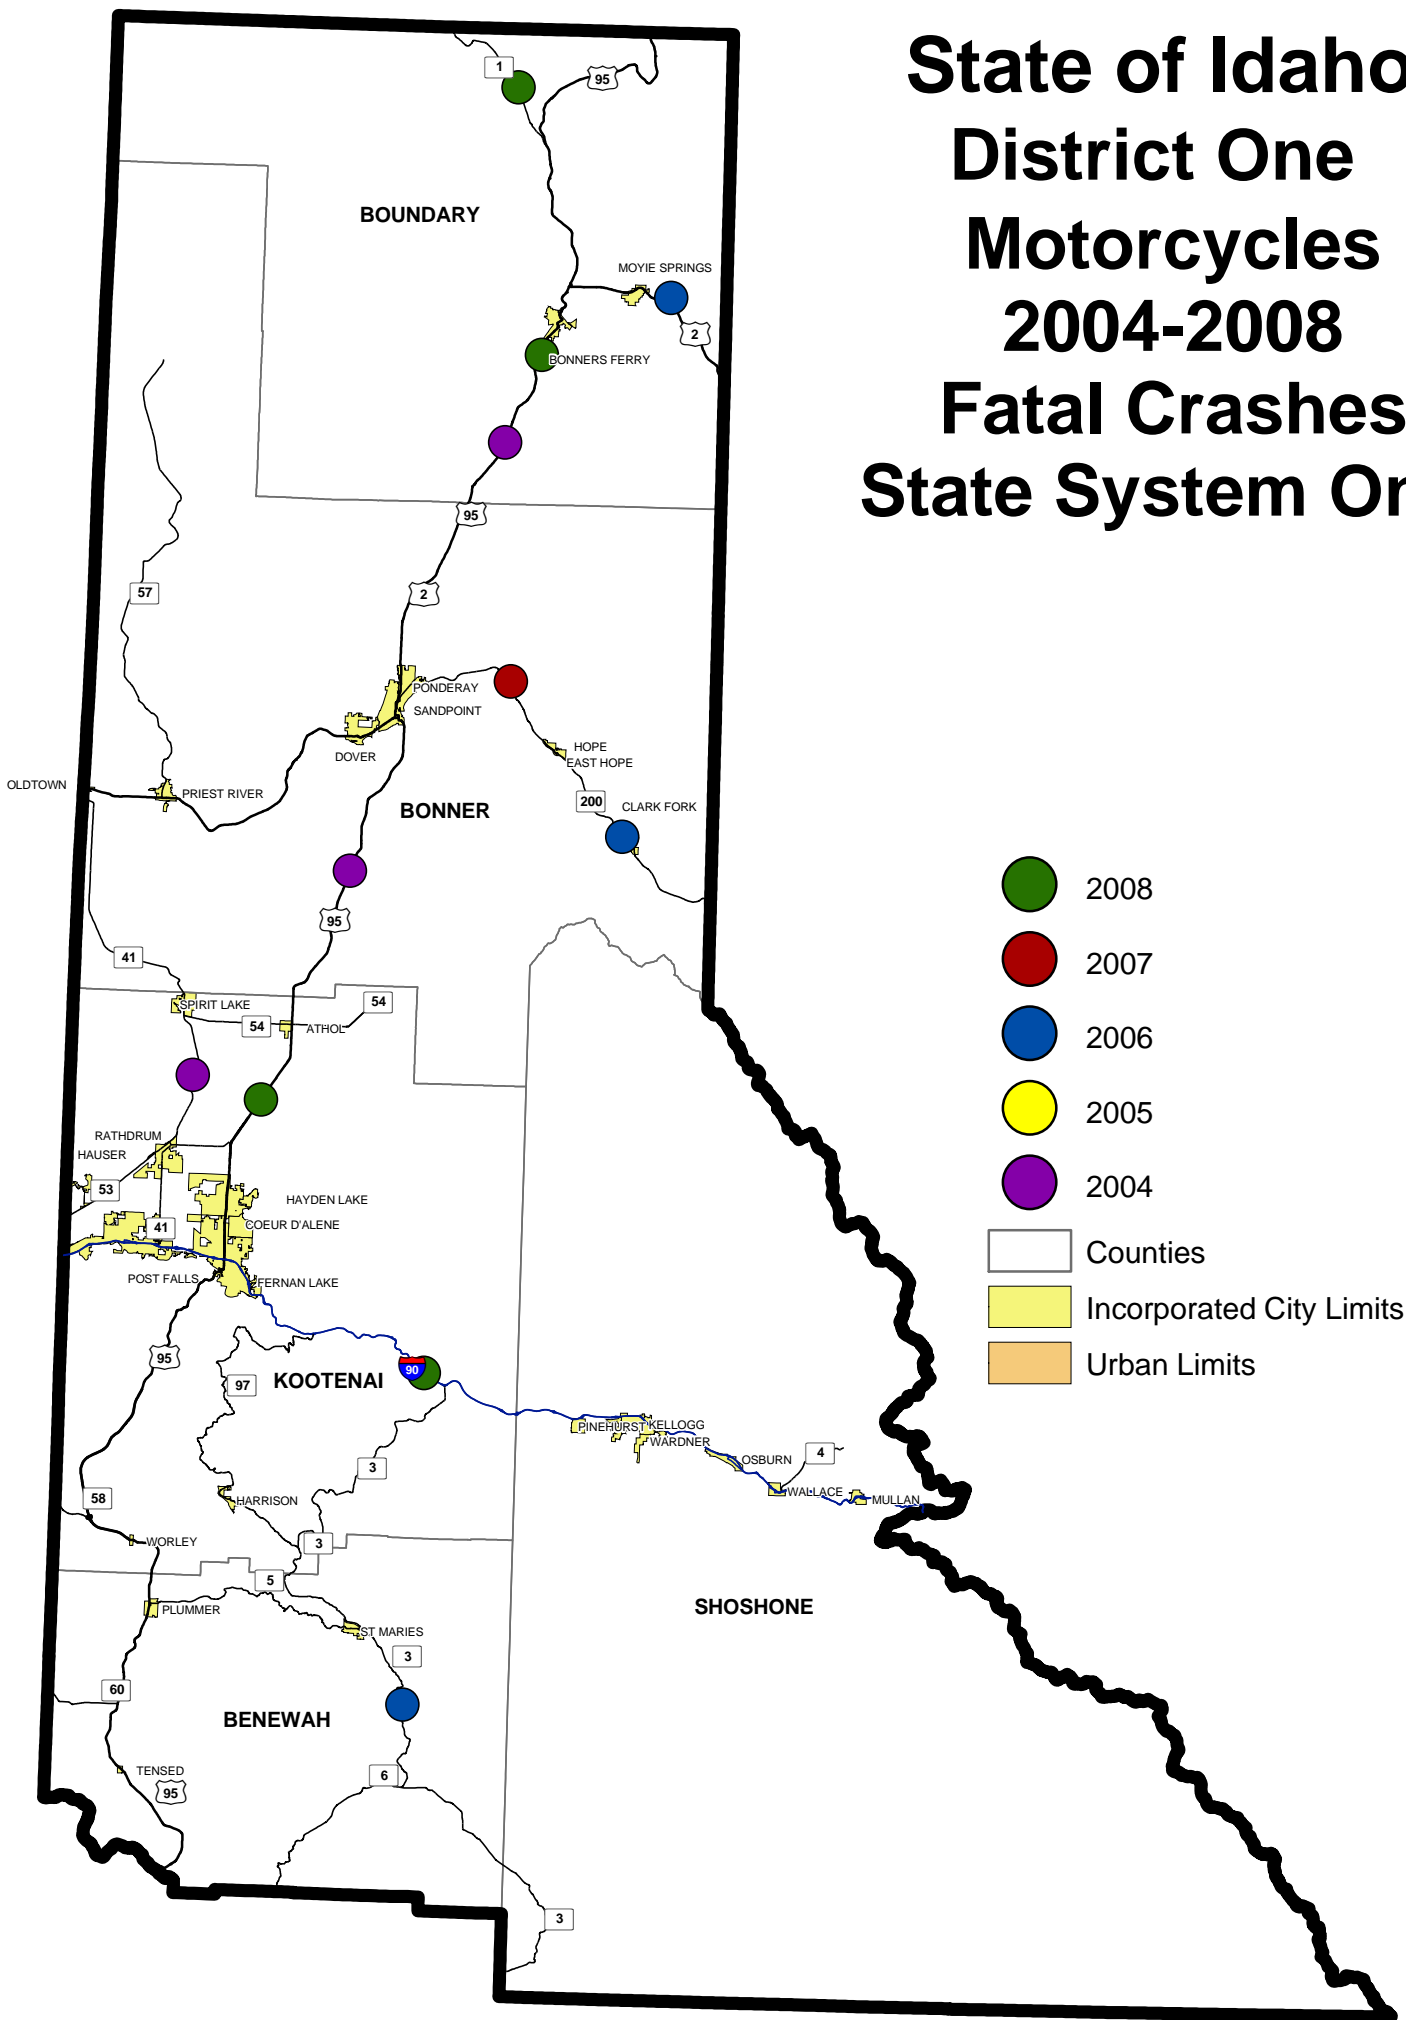 State of Idaho
District One
Motorcycles
2004-2008
Fatal Crashes
State System
1
95
BOUNDARY
MOYIE SPRINGS
2
BONNERS FERRY
95
57
2
PONDERAY
SANDPOINT
DOVER
HOPE
EAST HOPE
OLDTOWN
PRIEST RIVER
200
CLARK FORK
BONNER
95
41
SPIRIT LAKE
54
54
ATHOL
RATHDRUM
HAUSER
53
HAYDEN LAKE
41
COEUR D'ALENE
POST FALLS
FERNAN LAKE
95
97
KOOTENAI
90
PINEHURST
KELLOGG
WARDNER
OSBURN
4
3
WALLACE
MULLAN
58
HARRISON
WORLEY
3
5
PLUMMER
SHOSHONE
ST MARIES
3
60
BENEWAH
TENSED
95
6
3
2008
2007
2006
2005
2004
Counties
Incorporated City Limits
Urban Limits